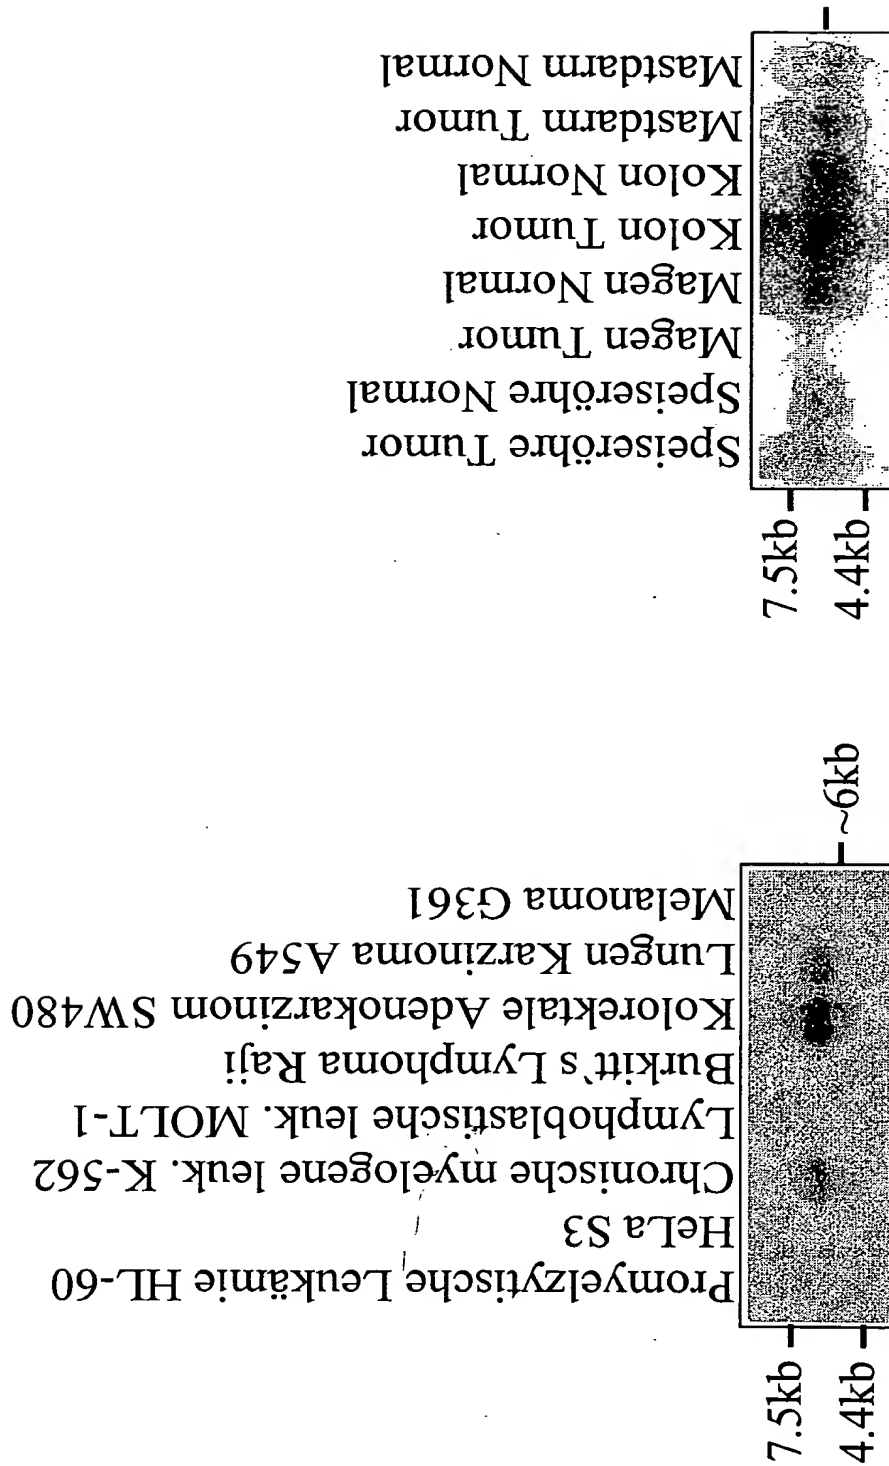 Promyelzytische Leukämie HL-60
HeLa S3
Chronische myelogene leuk. K-562
Lymphoblastische leuk. MOLT-1
Burkitt`s Lymphoma Raji
Kolorektale Adenokarzinom SW480
Lungen Karzinoma A549
Melanoma G361
7.5kb
4.4kb
~6kb
Speiseröhre Tumor
Speiseröhre Normal
Magen Tumor
Magen Normal
Kolon Tumor
Kolon Normal
Mastdarm Tumor
Mastdarm Normal
7.5kb
4.4kb